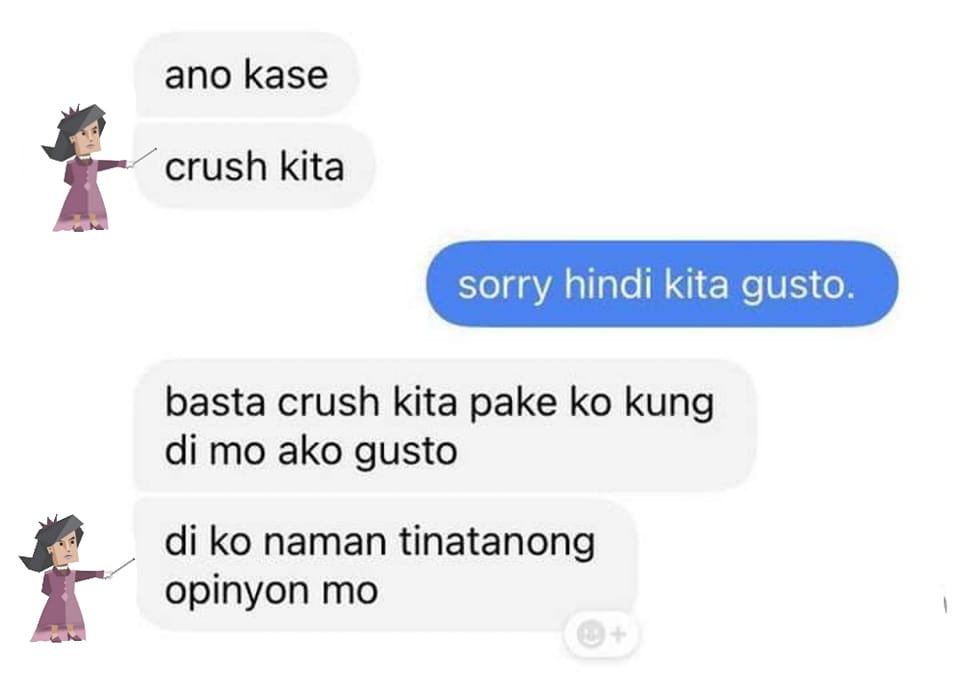 ano kase
crush kita
sorry hindi kita gusto.
basta crush kita pake ko kung
di mo ako gusto
di ko naman tinatanong
opinyon mo